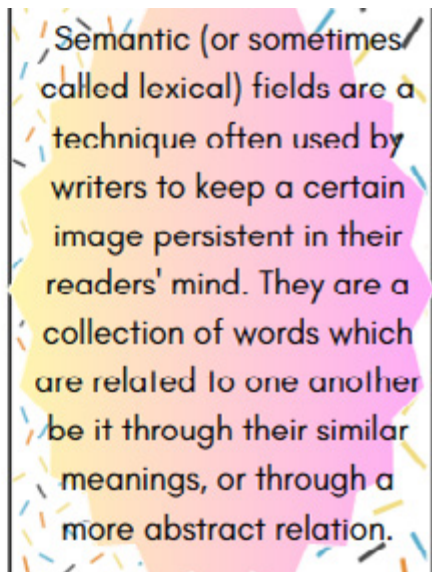 Semantic (or sometimes
called lexical) fields are a
technique often used by
writers to keep a certain
image persistent in their
readers' mind. They are a
collection of words which
are related to one another
be it through their similar
meanings, or through a
more abstract relation.